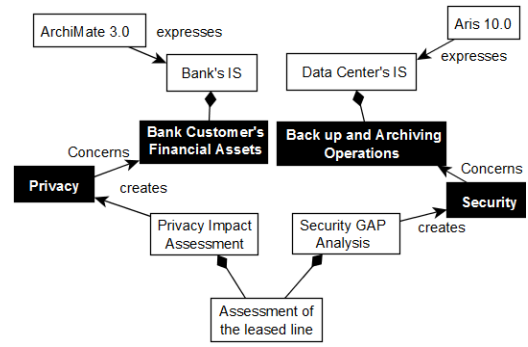 ArchiMate 3.0
expresses
Aris 10.0
expresses
Bank's IS
Data Center's IS
Bank Customer's
Financial Assets
Back up and Archiving
Operations
Concerns
Concerns
Privacy
creates
Security
creates
Privacy Impact
Assessment
Security GAP
Analysis
Assessment of
the leased line